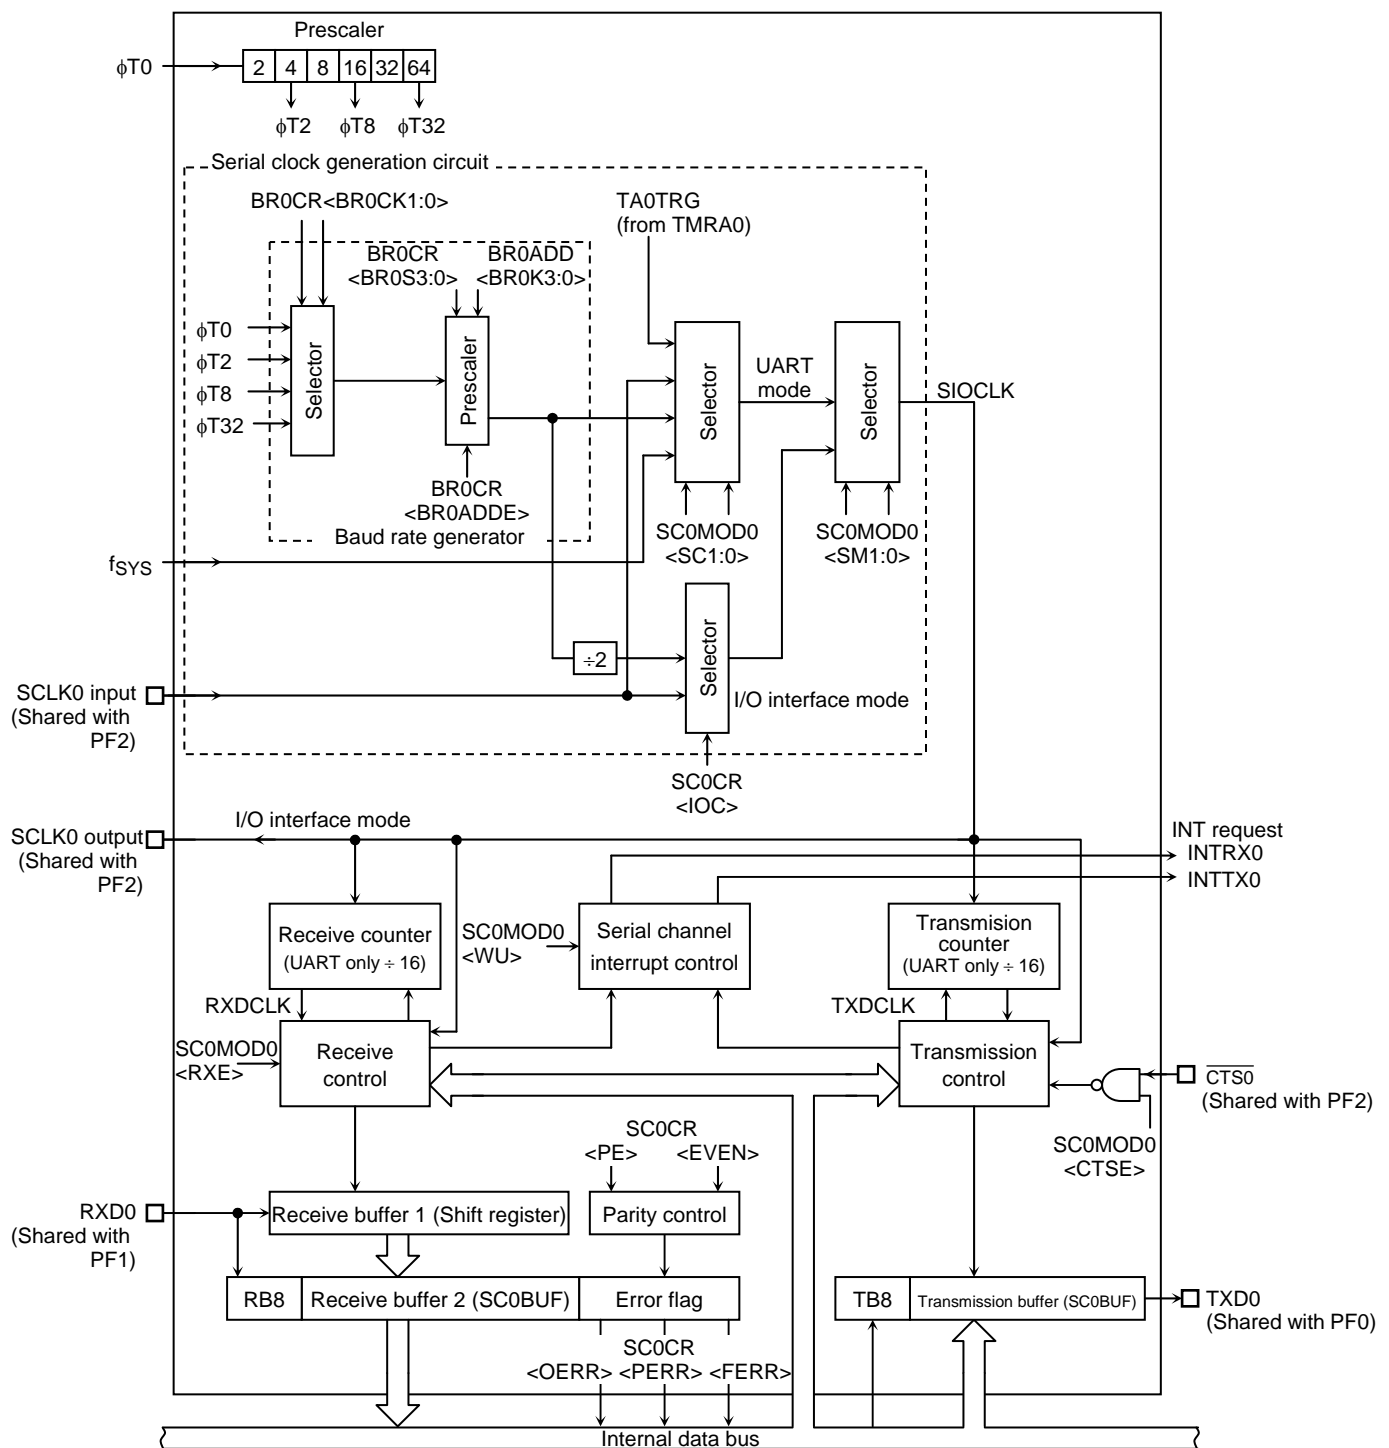 Prescaler
ϕT0
2 4 8 16 32 64
ϕT2 ϕT8 ϕT32
Serial clock generation circuit
BR0CR<BR0CK1:0>
TA0TRG
(from TMRA0)
BR0CR
<BR0S3:0>
BR0ADD
<BR0K3:0>
ϕT0
ϕT2
ϕT8
ϕT32
Selector
Prescaler
Selector
UART
mode
Selector
SIOCLK
BR0CR
<BR0ADDE>
Baud rate generator
SC0MOD0
<SC1:0>
SC0MOD0
<SM1:0>
fSYS
÷2
Selector
I/O interface mode
SCLK0 input
(Shared with
PF2)
SC0CR
<IOC>
I/O interface mode
SCLK0 output
(Shared with
PF2)
INT request
INTRX0
INTTX0
Receive counter
(UART only ÷ 16)
SC0MOD0
<WU>
Serial channel
interrupt control
Transmision
counter
(UART only ÷ 16)
RXDCLK
TXDCLK
SC0MOD0
<RXE>
Receive
control
Transmission
control
CTS0
(Shared with PF2)
SC0MOD0
<CTSE>
SC0CR
<PE> <EVEN>
RXD0
(Shared with
PF1)
Receive buffer 1 (Shift register)
Parity control
RB8
Receive buffer 2 (SC0BUF)
Error flag
TB8
Transmission buffer (SC0BUF)
TXD0
(Shared with PF0)
SC0CR
<OERR> <PERR> <FERR>
Internal data bus